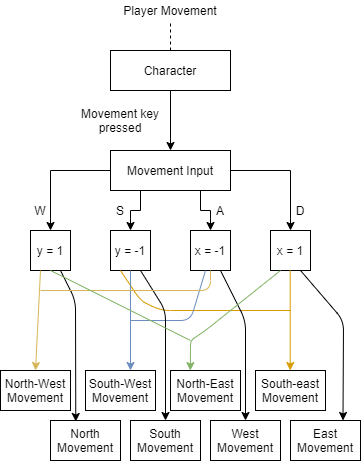 Player Movement
Character
Movement key
pressed
Movement Input
W
S
A
D
y = 1
y = -1
x = -1
x = 1
North-West
Movement
South-West
Movement
North-East
Movement
South-east
Movement
North
Movement
South
Movement
West
Movement
East
Movement